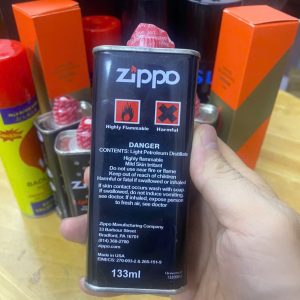 zippo
Highly Flammable
Harmful
DANGER
CONTENTS: Light Petroleum Distillate
Highly flammable
Mild Skin Irritant
Do not use near fire or flame
Keep out of reach of children
Harmful or fatal if swallowed or inhaled
If skin contact occurs wash with soap
If swallowed, do not induce vomiting,
see doctor. If inhaled, expose person
to fresh air, see doctor
Zippo Manufacturing Company
33 Barbour Street
Bradford, PA 16701
(814) 368-2700
zippo.com
Made in USA
133ml